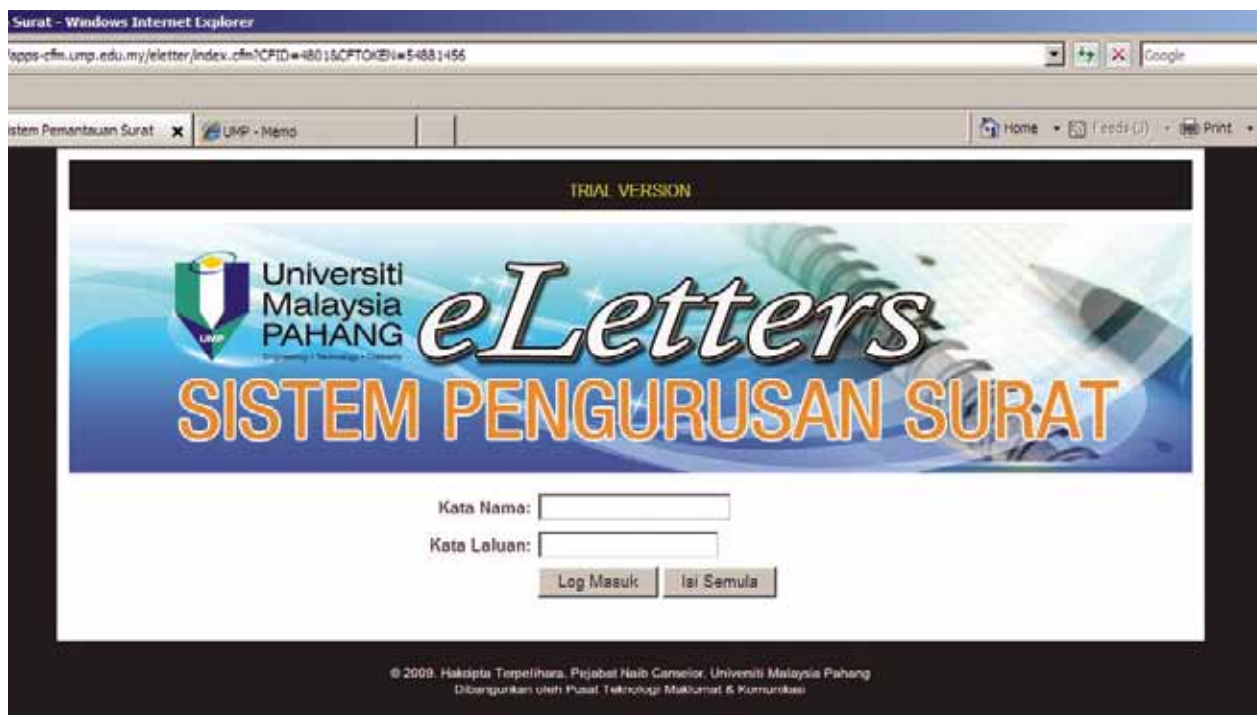 Surat - Windows Internet Explorer
/apps-cfm.ump.edu.my/eletter/index.cfm?CFID=4801&CFTOKEN=54881456
Google
istem Pemantauan Surat
UMP - Memo
Home
Feeds (J)
Print
TRIAL VERSION
Universiti
Malaysia
PAHANG
UMP
Engineering • Technology • Creativity
eLetters
SISTEM PENGURUSAN SURAT
Kata Nama:
Kata Laluan:
Log Masuk
Isi Semula
© 2009. Hakcipta Terpelihara. Pejabat Naib Canselor. Universiti Malaysia Pahang
Dibangunkan oleh Pusat Teknologi Maklumat & Komunikasi